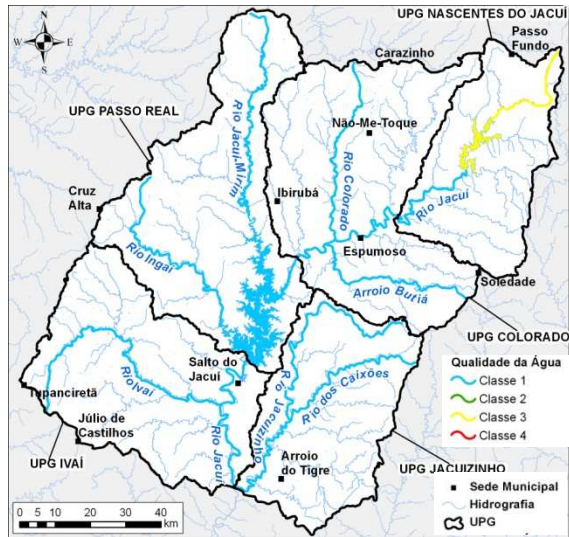 UPG NASCENTES DO JACUÍ
N
W E
S
Passo
Fundo
Carazinho
UPG PASSO REAL
Rio Jacuí-Mirim
Não-Me-Toque
Rio Colorado
Cruz
Alta
Ibirubá
Rio Jacuí
Espumoso
Rio Ingaí
Soledade
Arroio Buriá
UPG COLORADO
Qualidade da Água
Classe 1
Classe 2
Classe 3
Classe 4
Salto do
Jacuí
Rio Ivaí
Rio Jacuizinho
Rio dos Caixões
Tupanciretã
Júlio de
Castilhos
Rio Jacuí
UPG IVAÍ
Arroio
do Tigre
UPG JACUIZINHO
Sede Municipal
Hidrografia
UPG
0 5 10 20 30 40
km